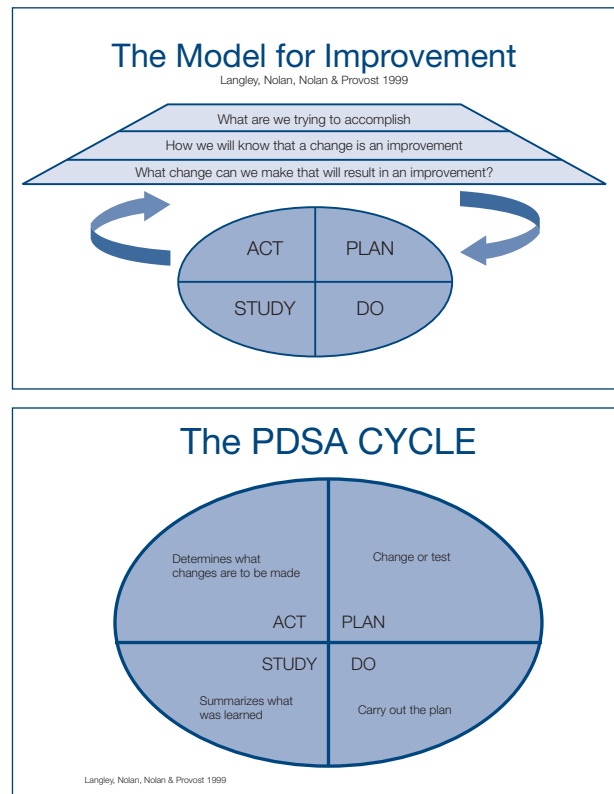 The Model for Improvement
Langley, Nolan, Nolan & Provost 1999
What are we trying to accomplish
How we will know that a change is an improvement
What change can we make that will result in an improvement?
ACT
PLAN
STUDY
DO
The PDSA CYCLE
Determines what
changes are to be made
Change or test
ACT
PLAN
STUDY
DO
Summarizes what
was learned
Carry out the plan
Langley, Nolan, Nolan & Provost 1999